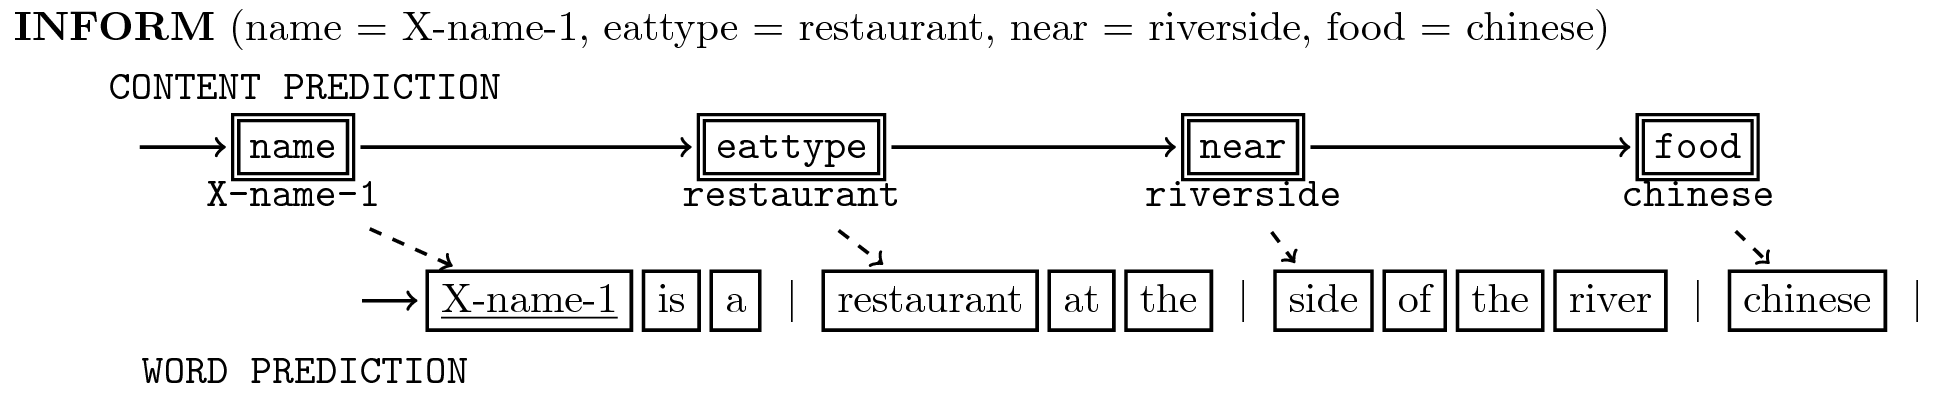 INFORM (name = X-name-1, eattype = restaurant, near = riverside, food = chinese)
CONTENT PREDICTION
name eattype near food
X-name-1 restaurant riverside chinese
X-name-1 is a | restaurant at the | side of the river | chinese |
WORD PREDICTION